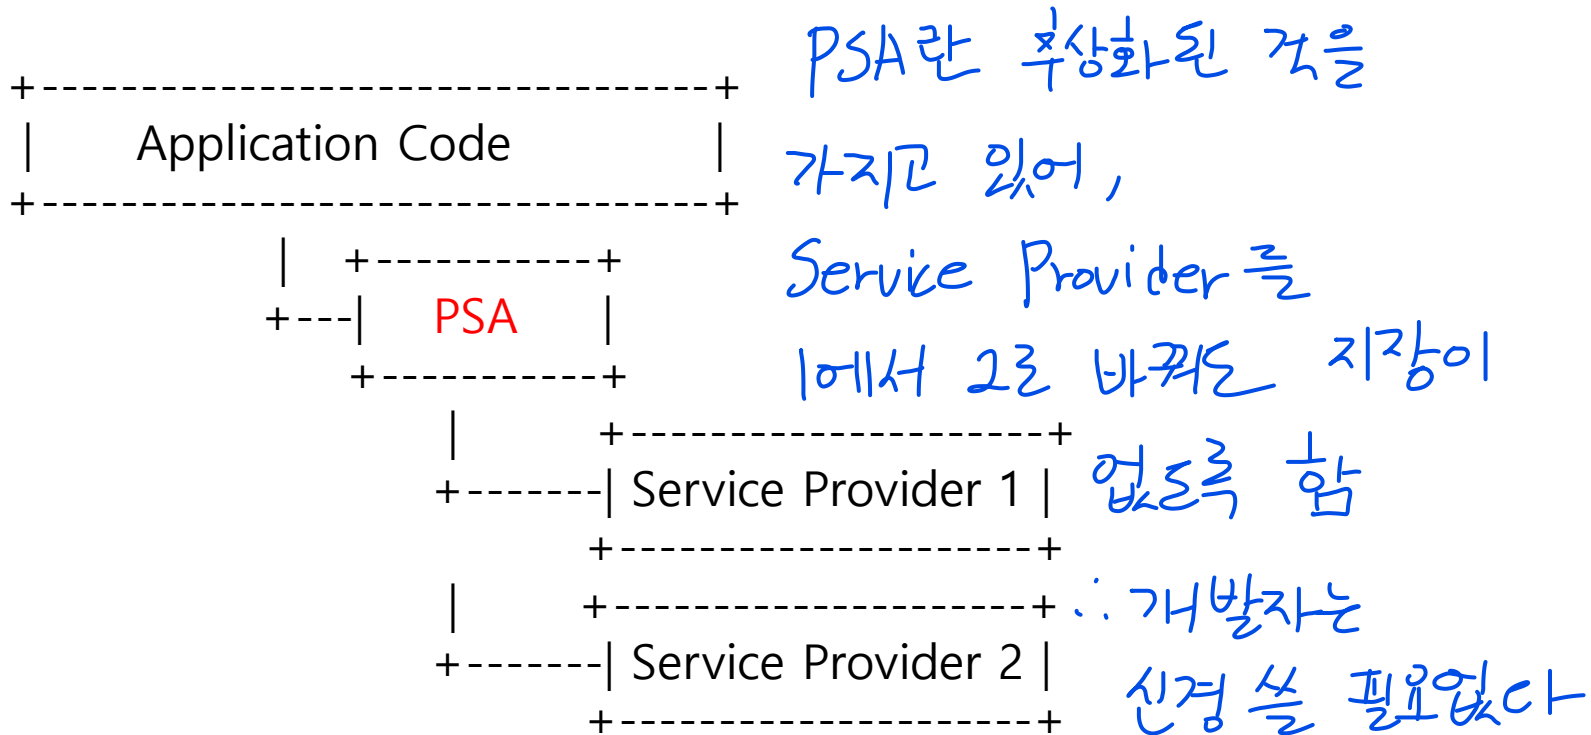 PSA란 추상화된 것을
+----------------------------------+
| Application Code |
가지고 있어,
+----------------------------------+
| +-----------+
Service Provider를
+---| PSA |
1에서 2로 바꿔도 지장이
+-----------+
| +---------------------+
없도록 함
+-------| Service Provider 1 |
+---------------------+
∴ 개발자는
| +---------------------+
+-------| Service Provider 2 |
신경 쓸 필요없다
+---------------------+